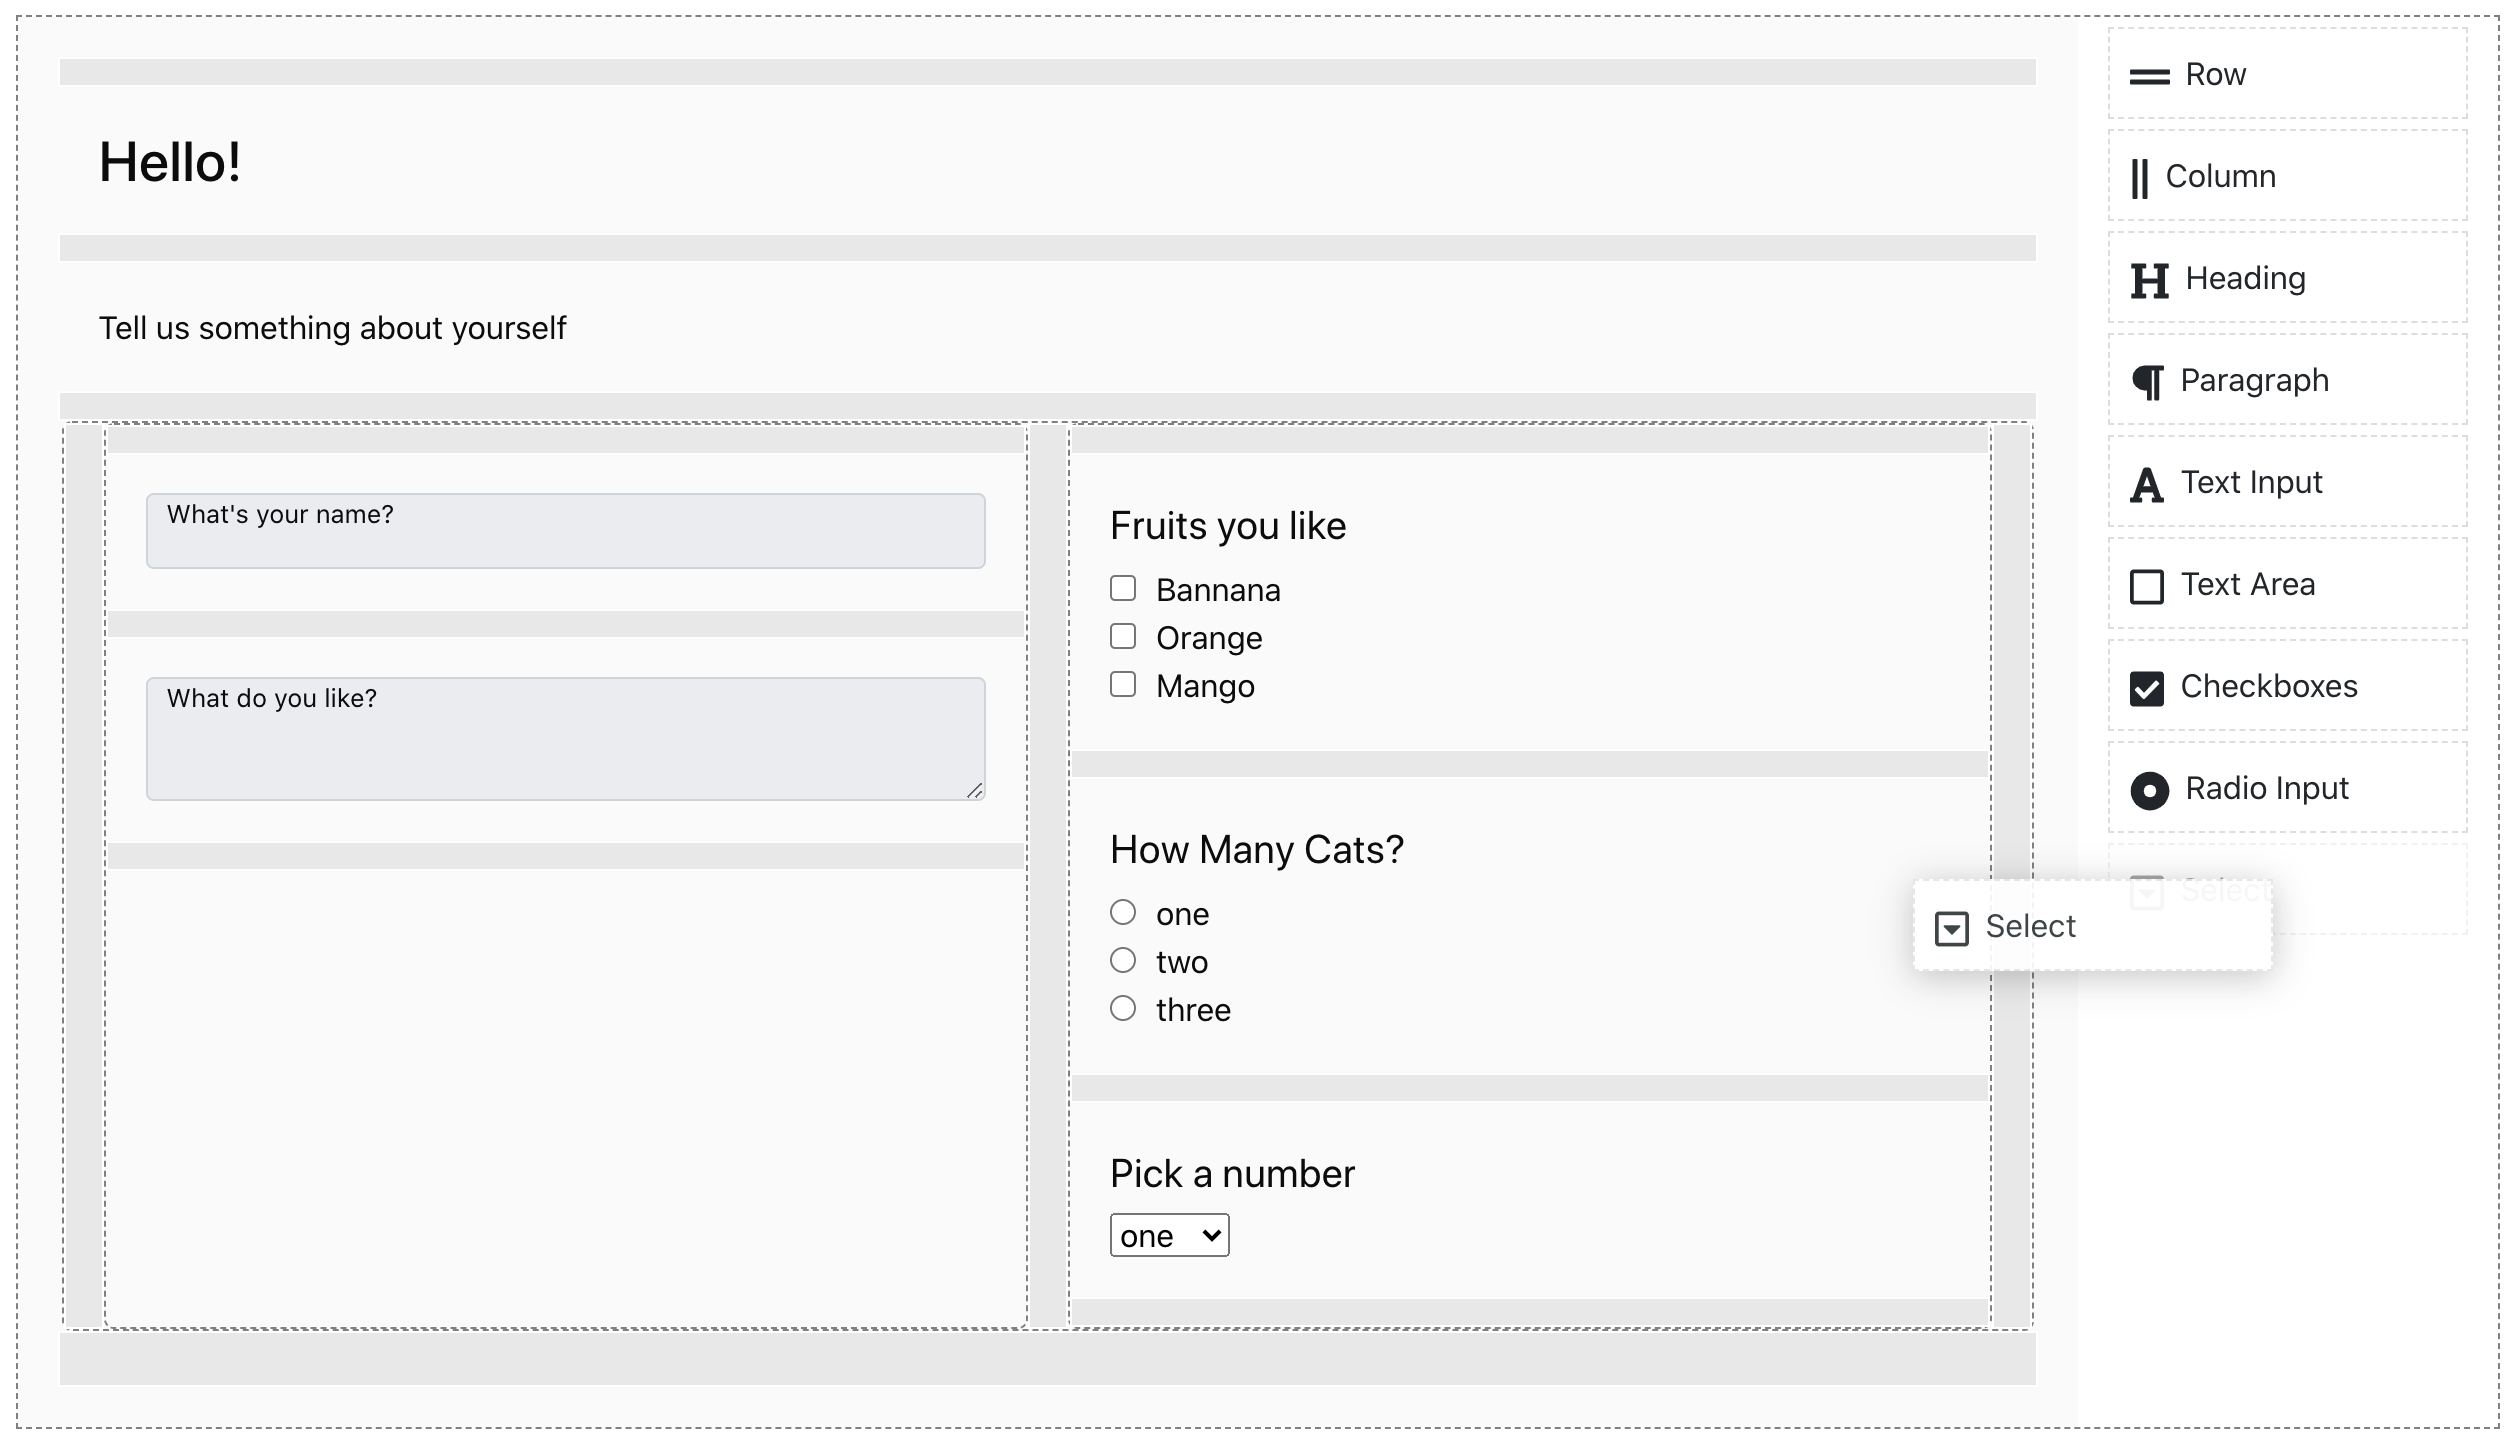 Hello!
Tell us something about yourself
What's your name?
What do you like?
Fruits you like
Bannana
Orange
Mango
How Many Cats?
one
two
three
Pick a number
one
Row
Column
Heading
Paragraph
Text Input
Text Area
Checkboxes
Radio Input
Select
Select